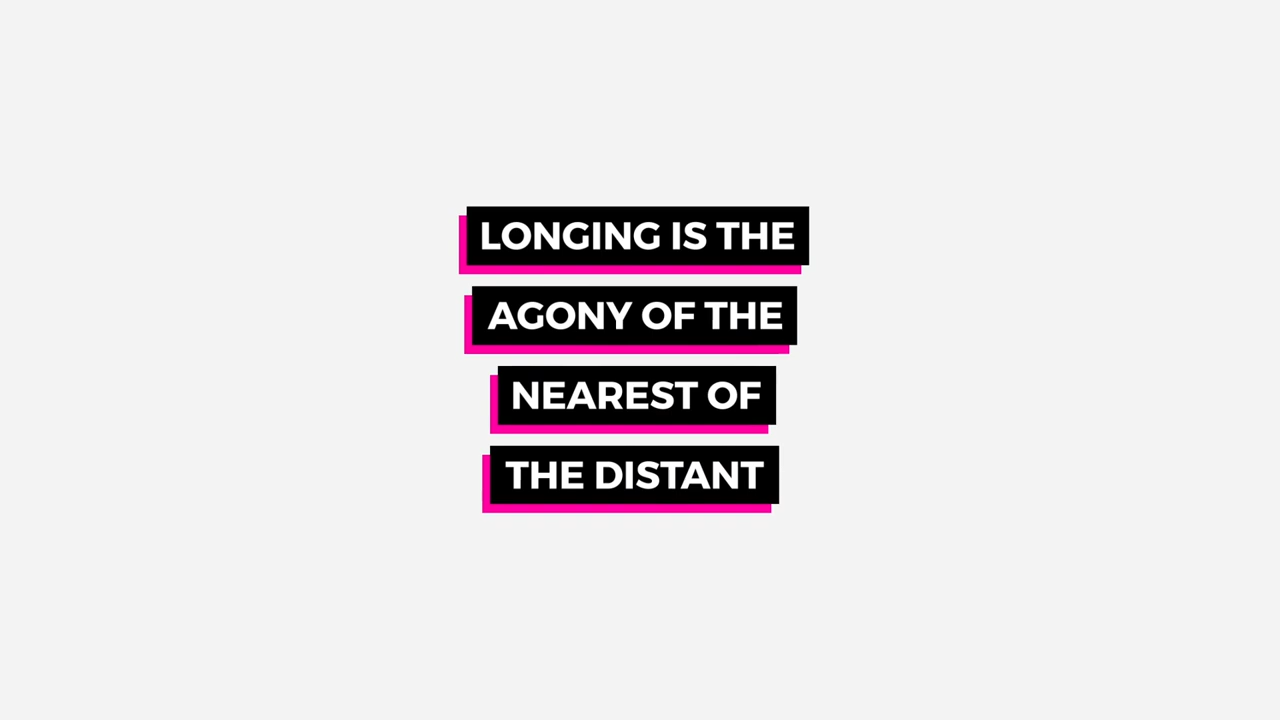 LONGING IS THE
AGONY OF THE
NEAREST OF
THE DISTANT